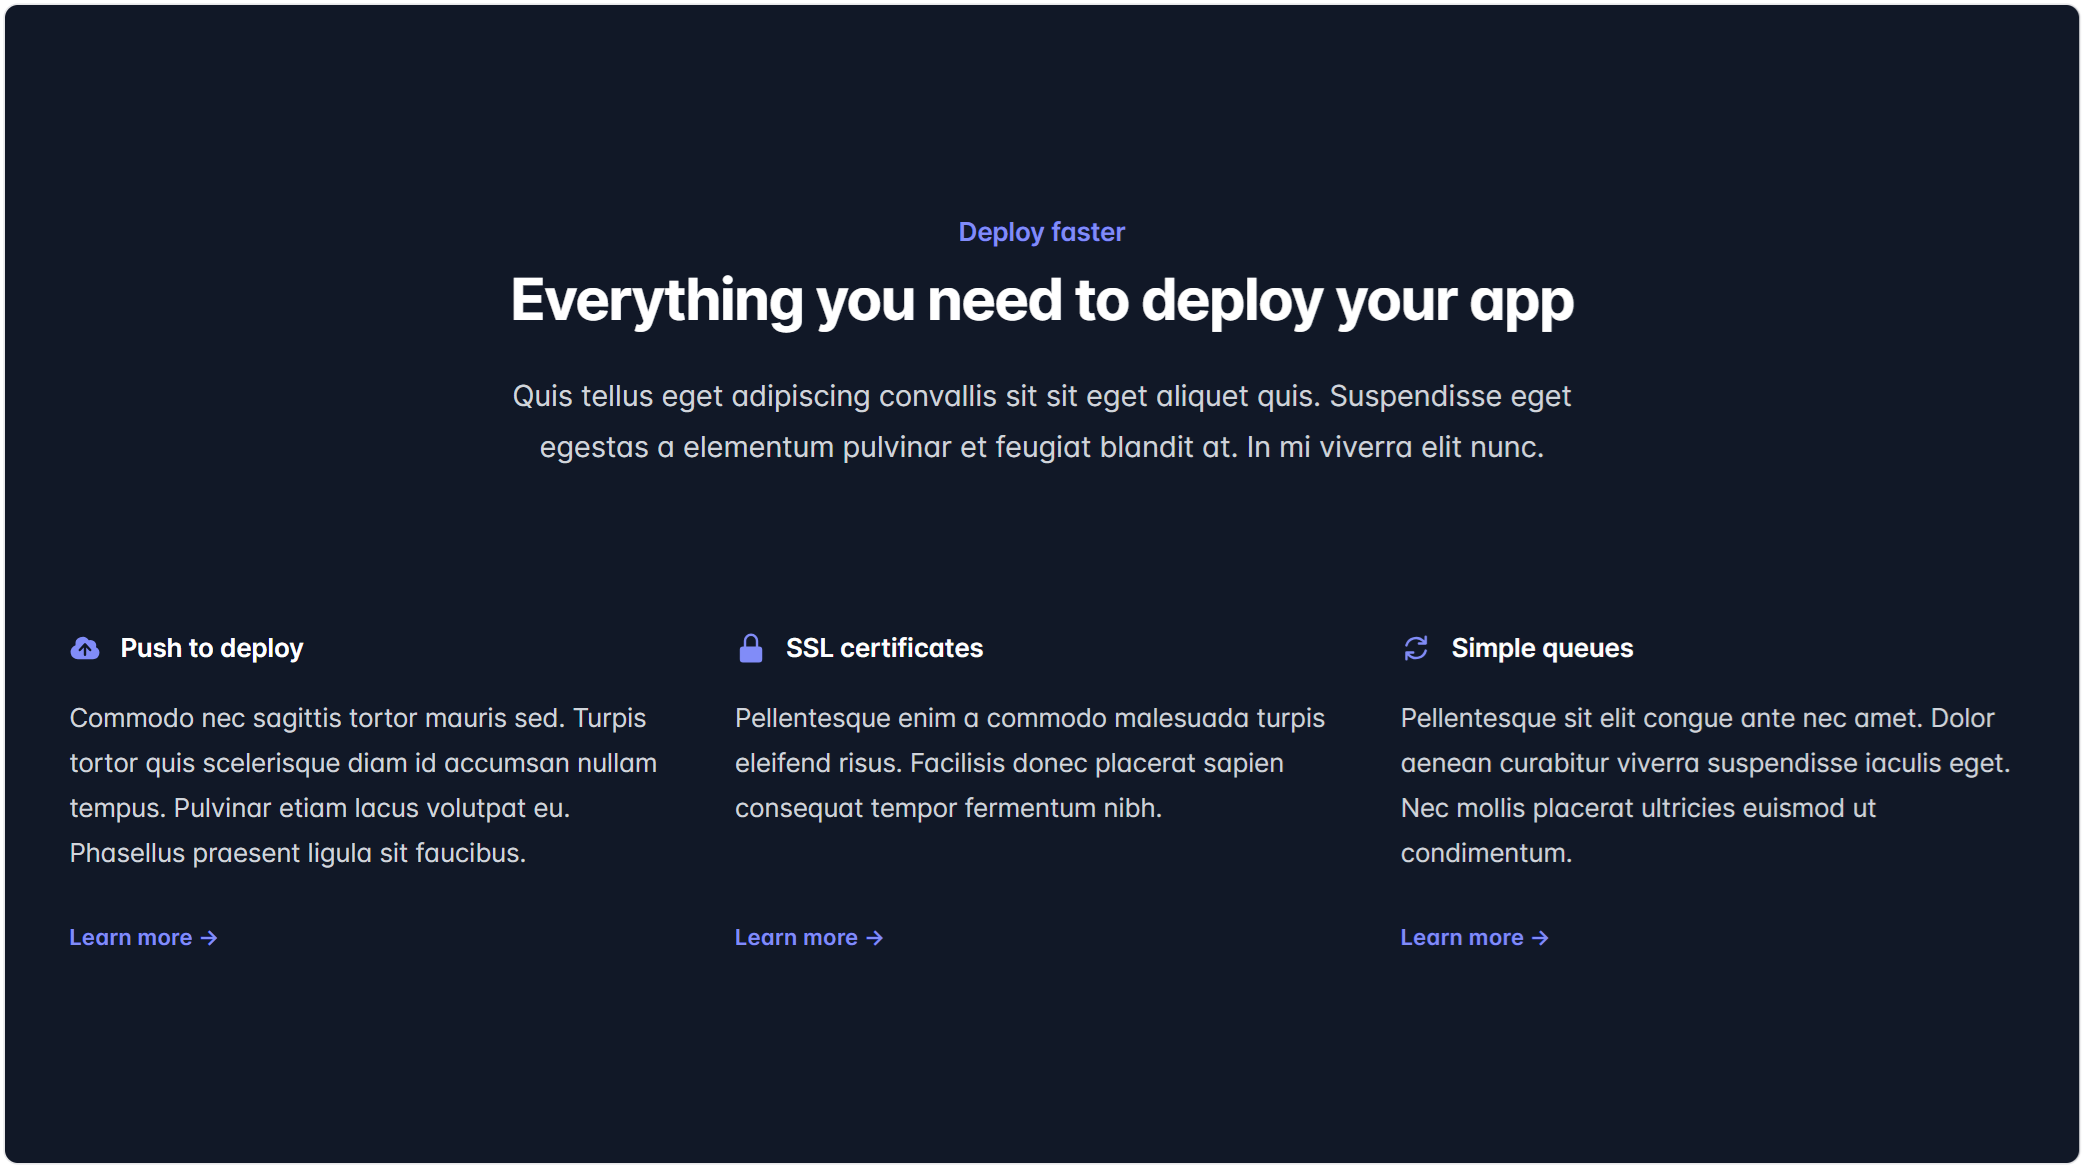 Deploy faster
Everything you need to deploy your app
Quis tellus eget adipiscing convallis sit sit eget aliquet quis. Suspendisse eget
egestas a elementum pulvinar et feugiat blandit at. In mi viverra elit nunc.
Push to deploy
Commodo nec sagittis tortor mauris sed. Turpis
tortor quis scelerisque diam id accumsan nullam
tempus. Pulvinar etiam lacus volutpat eu.
Phasellus praesent ligula sit faucibus.
Learn more →
SSL certificates
Pellentesque enim a commodo malesuada turpis
eleifend risus. Facilisis donec placerat sapien
consequat tempor fermentum nibh.
Learn more →
Simple queues
Pellentesque sit elit congue ante nec amet. Dolor
aenean curabitur viverra suspendisse iaculis eget.
Nec mollis placerat ultricies euismod ut
condimentum.
Learn more →